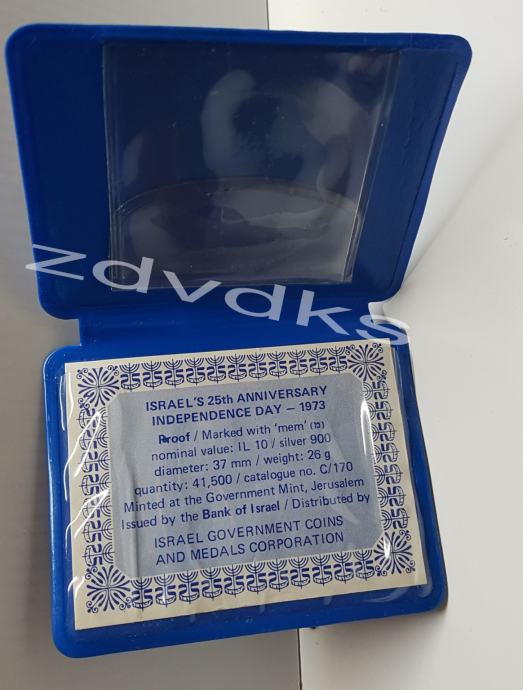 zdvdks
ISRAEL'S 25th ANNIVERSARY
INDEPENDENCE DAY – 1973
Proof / Marked with 'mem' (מ)
nominal value: IL 10 / silver 900
diameter: 37 mm / weight: 26 g
quantity: 41,500 / catalogue no. C/170
Minted at the Government Mint, Jerusalem
Issued by the Bank of Israel / Distributed by
ISRAEL GOVERNMENT COINS
AND MEDALS CORPORATION